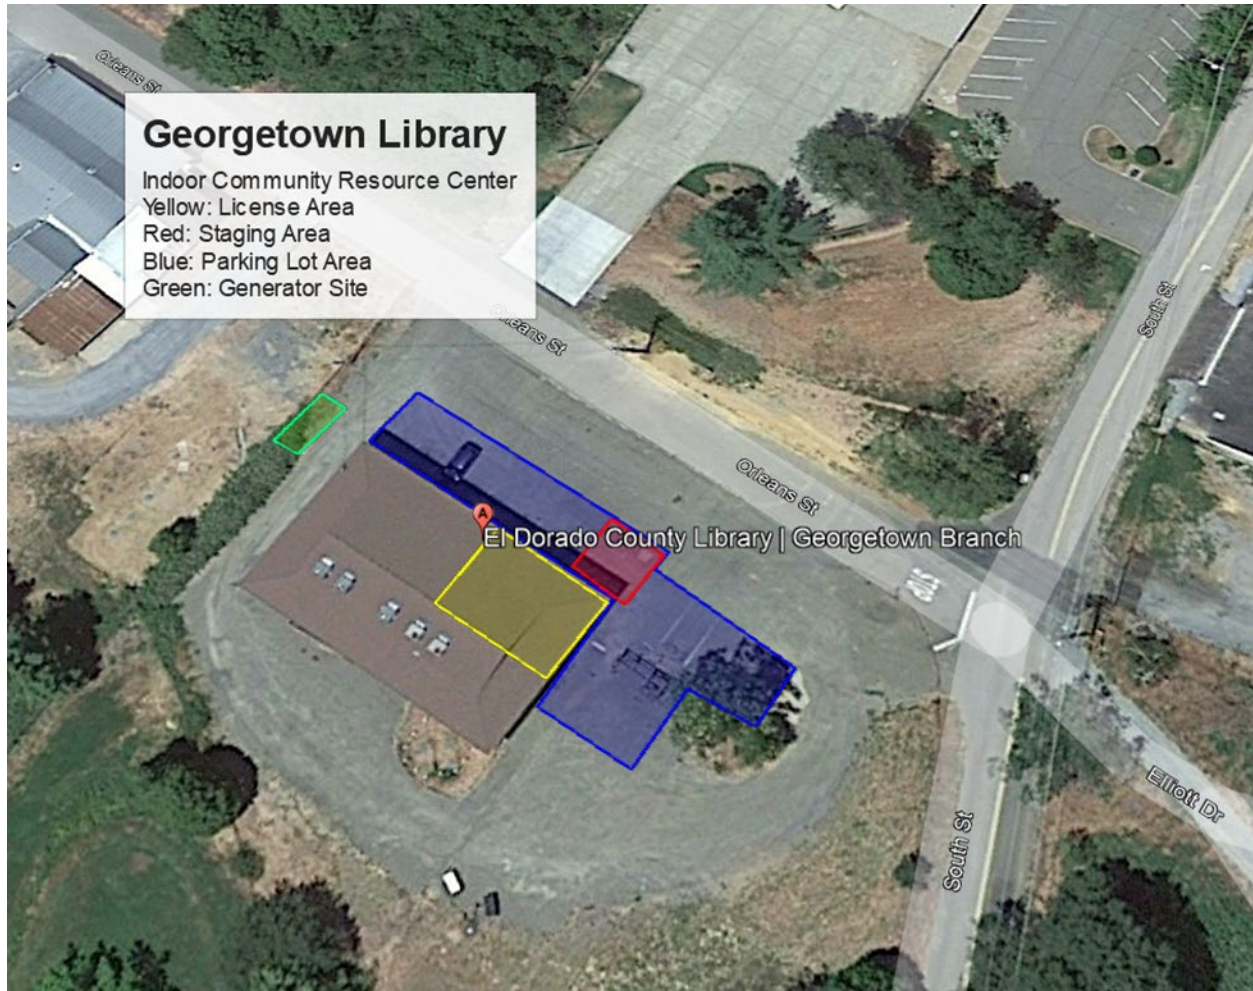 Orleans St
Georgetown Library
Indoor Community Resource Center
Yellow: License Area
Red: Staging Area
Blue: Parking Lot Area
Green: Generator Site
Orleans St
South St
Orleans St
A
El Dorado County Library | Georgetown Branch
STOP
Elliott Dr
South St